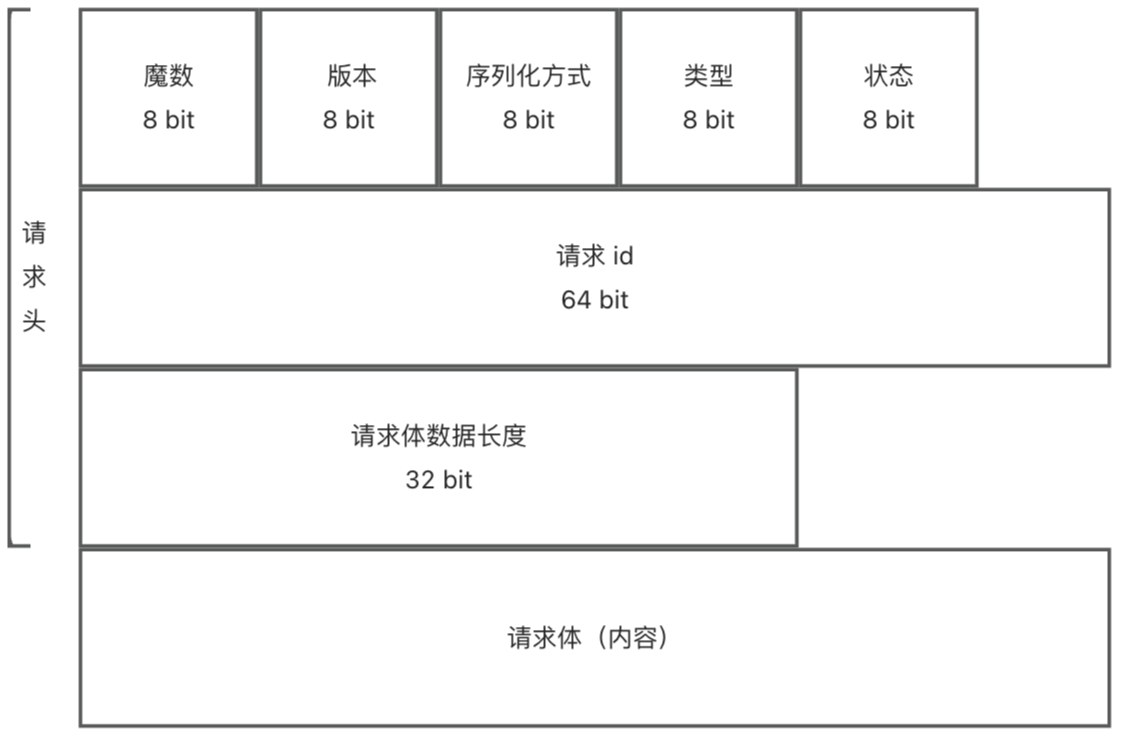 魔数
8 bit
版本
8 bit
序列化方式
8 bit
类型
8 bit
状态
8 bit
请
求
头
请求 id
64 bit
请求体数据长度
32 bit
请求体（内容）